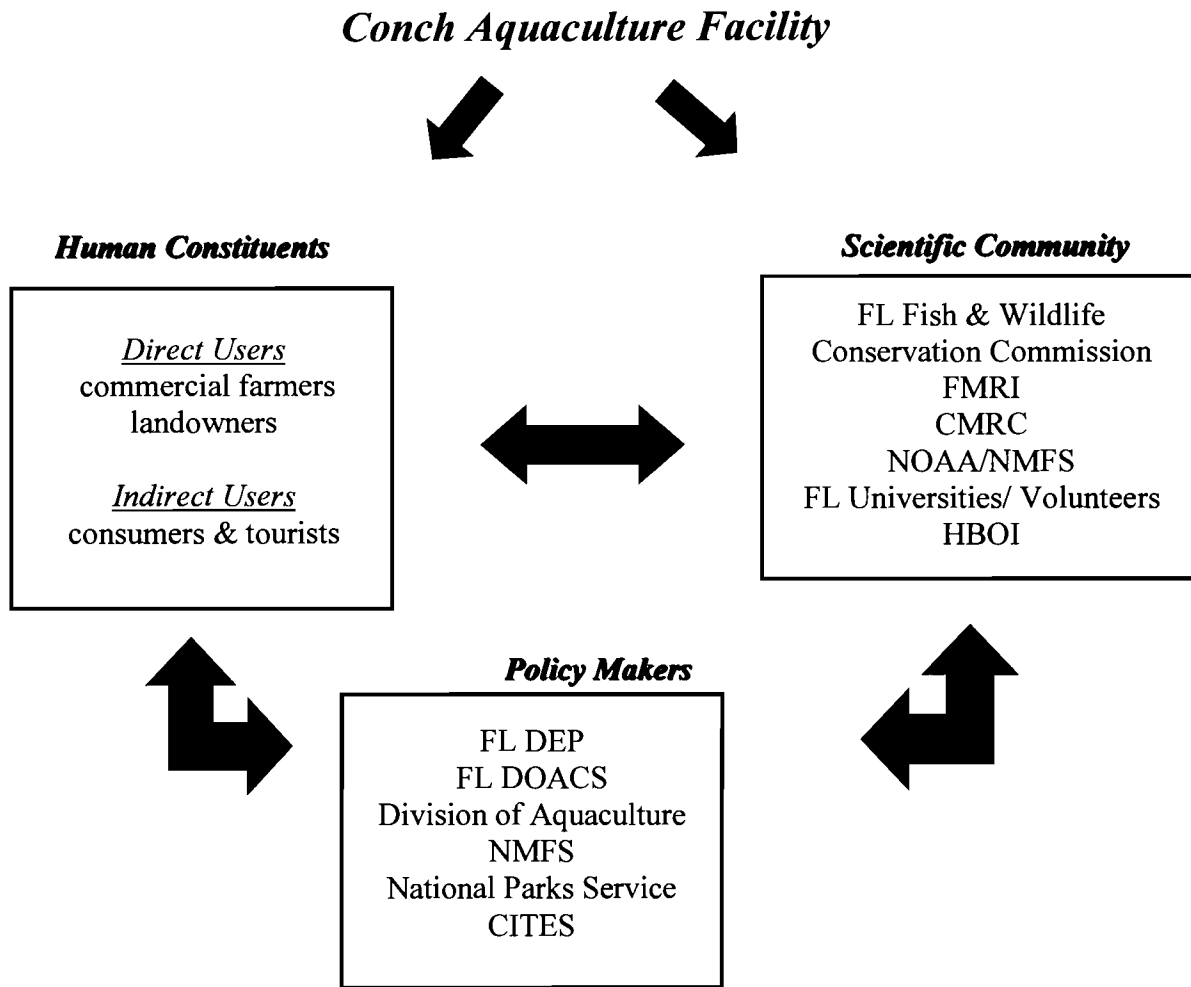 Conch Aquaculture Facility
Human Constituents
Direct Users
commercial farmers
landowners
Indirect Users
consumers & tourists
Scientific Community
FL Fish & Wildlife
Conservation Commission
FMRI
CMRC
NOAA/NMFS
FL Universities/ Volunteers
HBOI
Policy Makers
FL DEP
FL DOACS
Division of Aquaculture
NMFS
National Parks Service
CITES